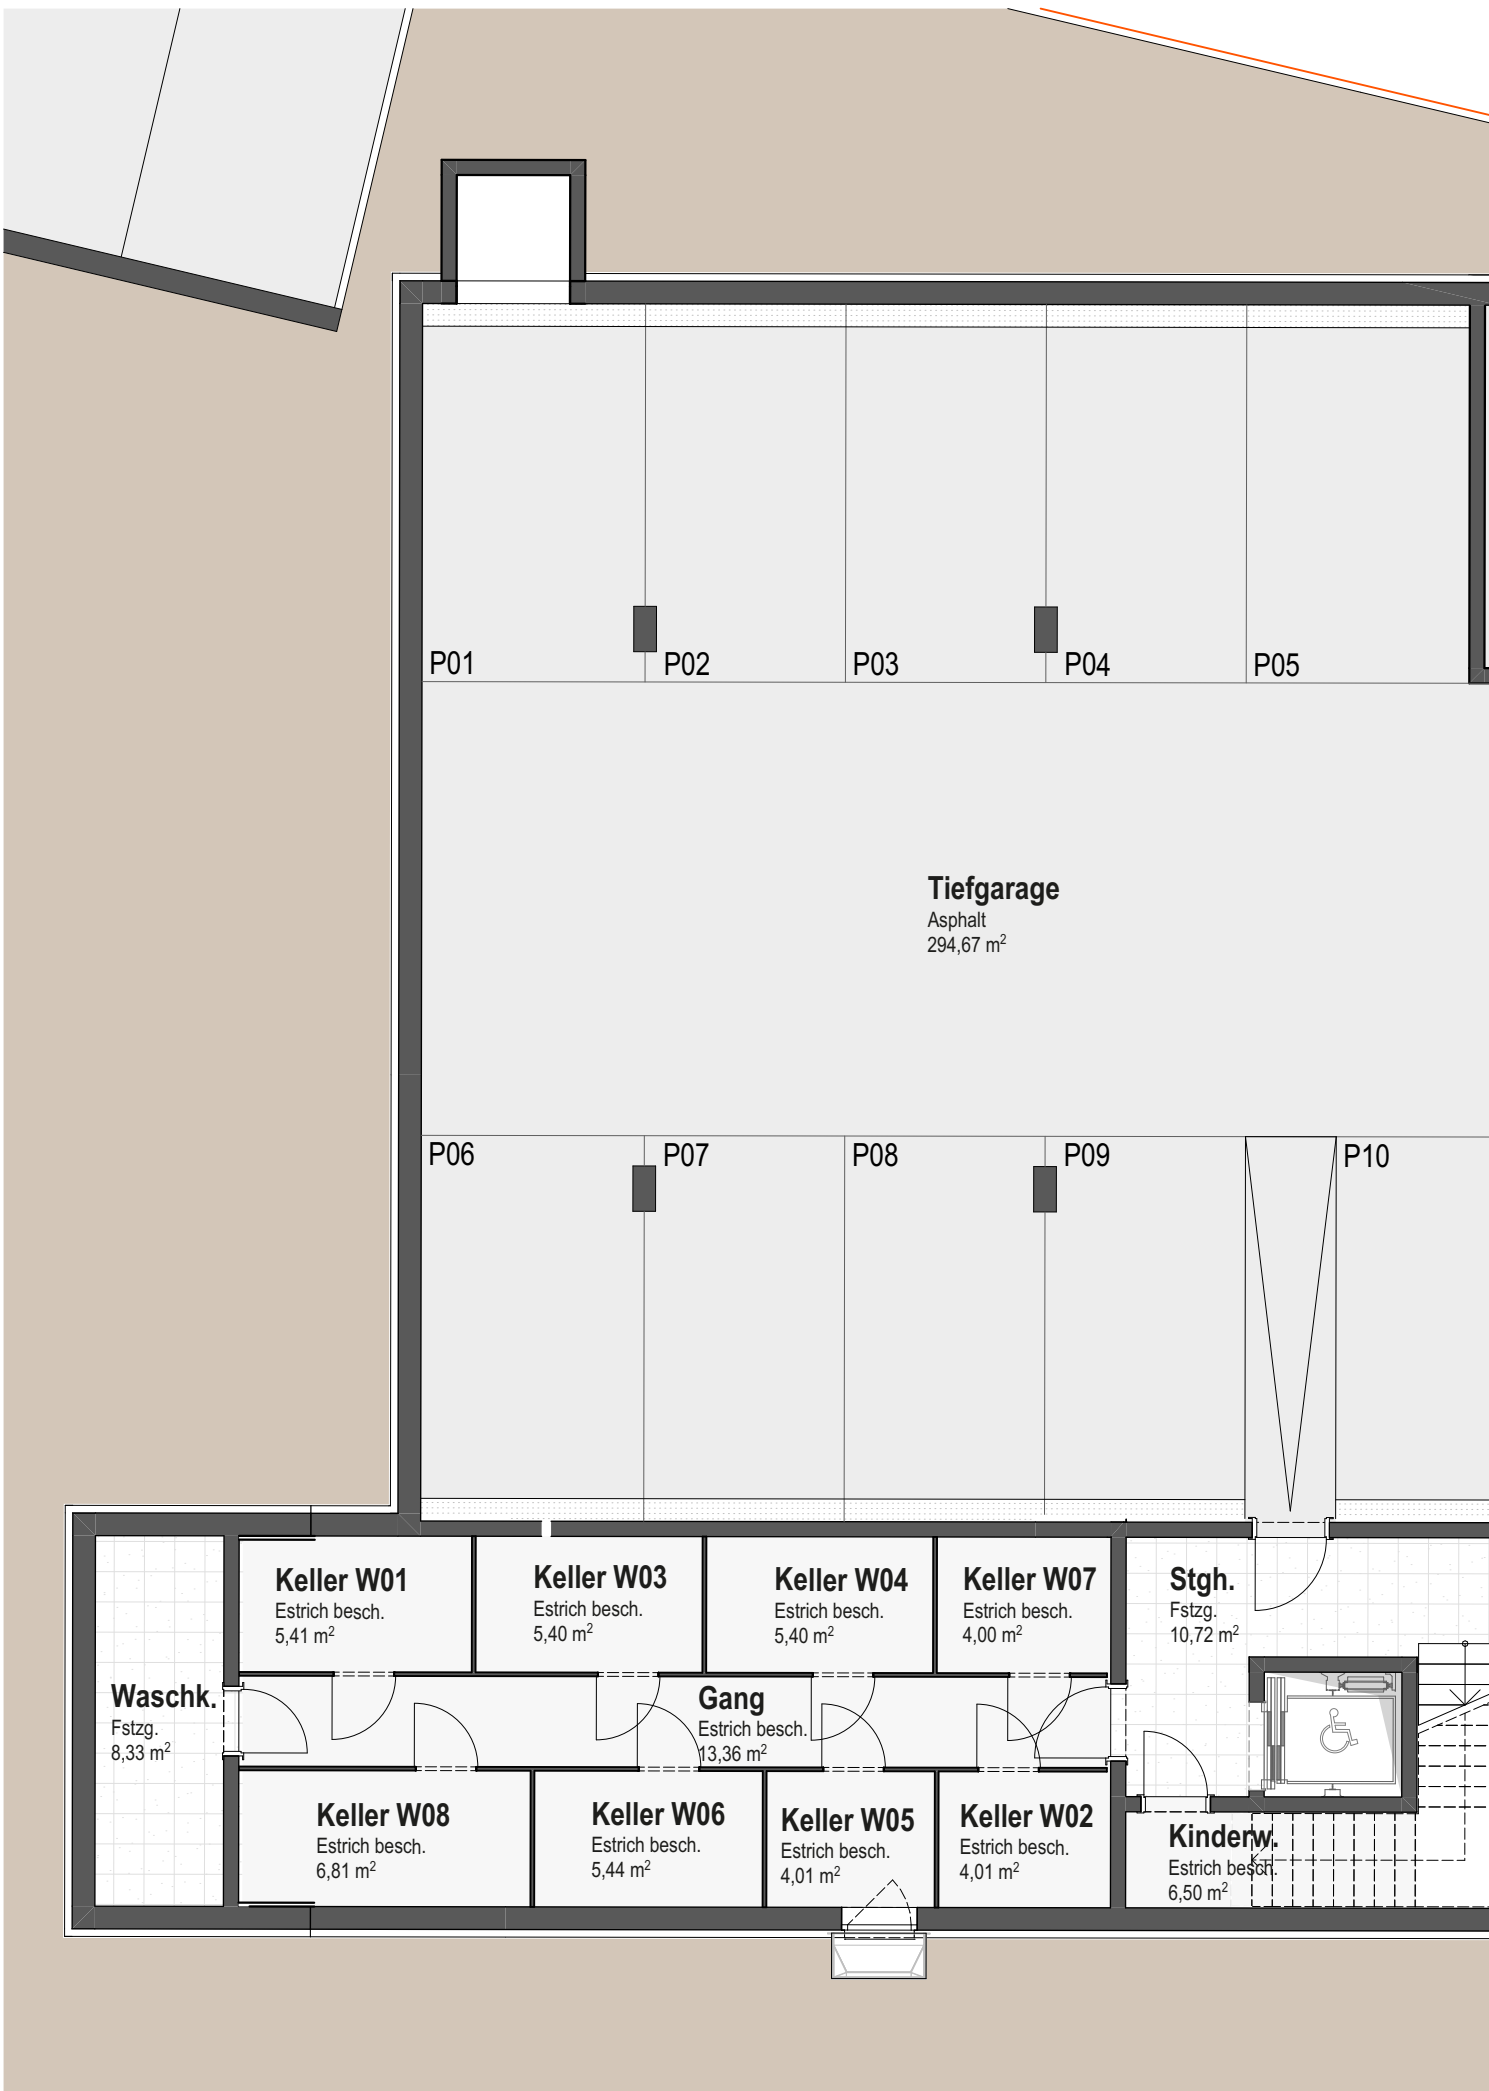 P01
P02
P03
P04
P05
Tiefgarage
Asphalt
294,67 m²
P06
P07
P08
P09
P10
Keller W01
Estrich besch.
5,41 m²
Keller W03
Estrich besch.
5,40 m²
Keller W04
Estrich besch.
5,40 m²
Keller W07
Estrich besch.
4,00 m²
Stgh.
Fstzg.
10,72 m²
Waschk.
Fstzg.
8,33 m²
Gang
Estrich besch.
13,36 m²
Keller W08
Estrich besch.
6,81 m²
Keller W06
Estrich besch.
5,44 m²
Keller W05
Estrich besch.
4,01 m²
Keller W02
Estrich besch.
4,01 m²
Kinderw.
Estrich besch.
6,50 m²